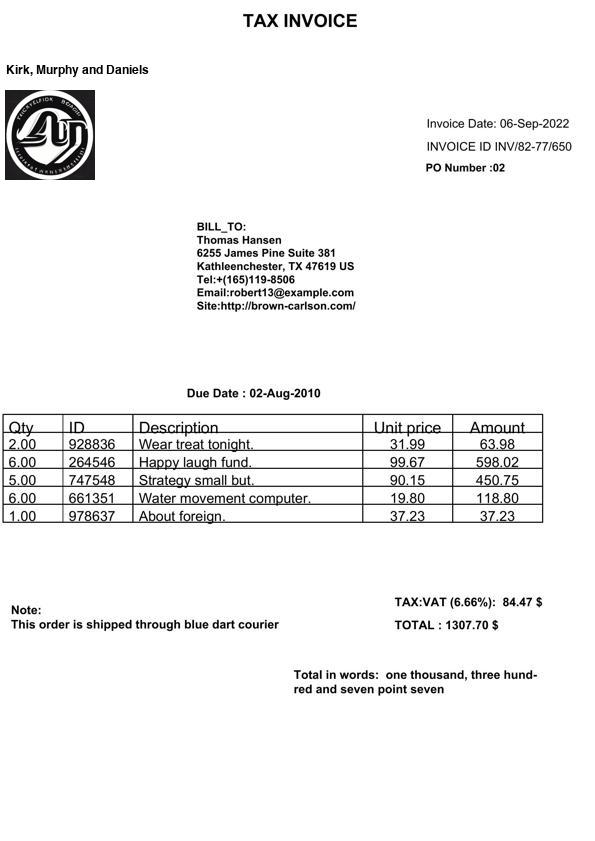 TAX INVOICE
Kirk, Murphy and Daniels
Invoice Date: 06-Sep-2022
INVOICE ID INV/82-77/650
PO Number :02
BILL_TO:
Thomas Hansen
6255 James Pine Suite 381
Kathleenchester, TX 47619 US
Tel:+(165)119-8506
Email:robert13@example.com
Site:http://brown-carlson.com/
Due Date : 02-Aug-2010
Qty ID Description Unit price Amount
2.00 928836 Wear treat tonight. 31.99 63.98
6.00 264546 Happy laugh fund. 99.67 598.02
5.00 747548 Strategy small but. 90.15 450.75
6.00 661351 Water movement computer. 19.80 118.80
1.00 978637 About foreign. 37.23 37.23
TAX:VAT (6.66%): 84.47 $
Note:
This order is shipped through blue dart courier
TOTAL : 1307.70 $
Total in words: one thousand, three hund-
red and seven point seven